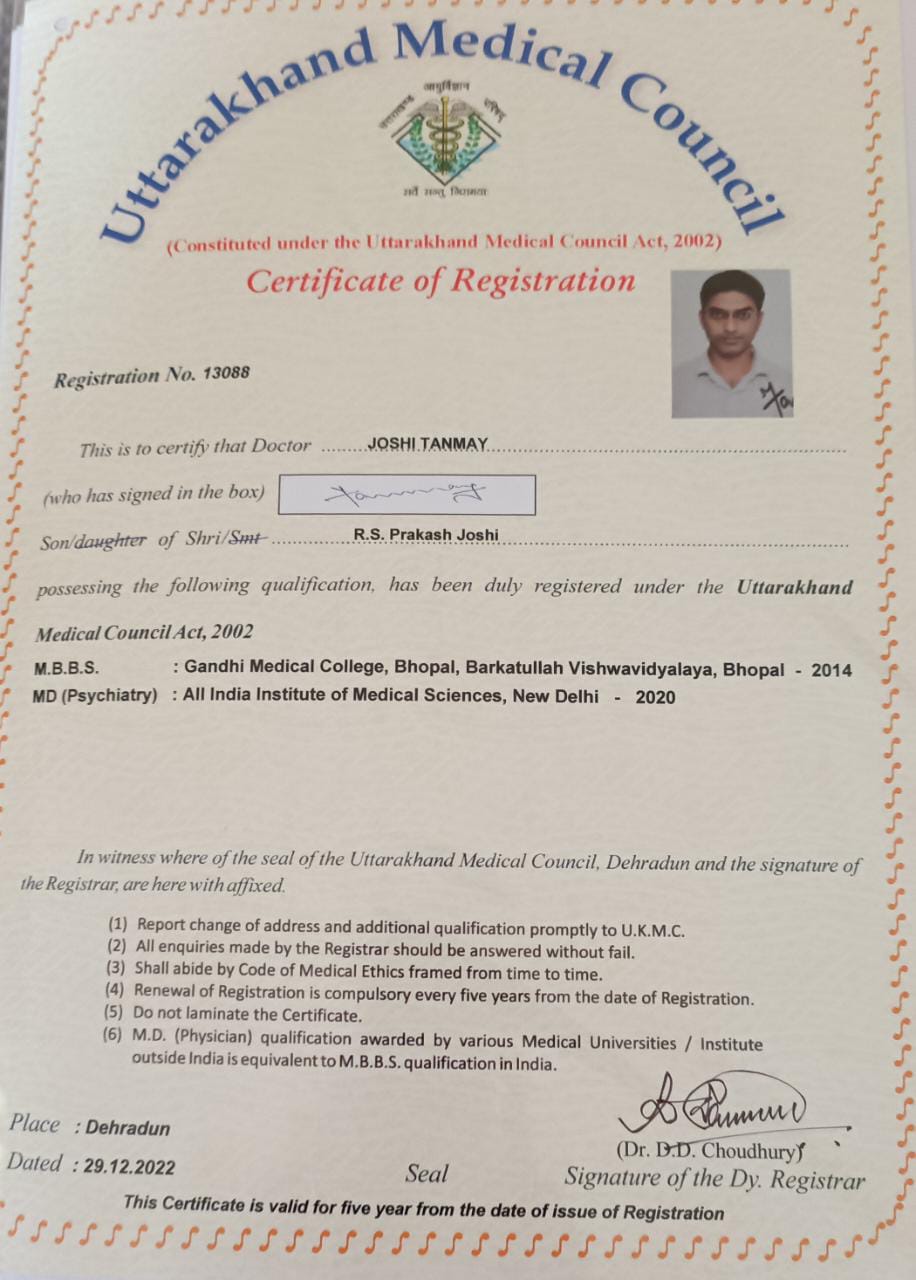 Uttarakhand Medical Council
आयुर्विज्ञान
उत्तराखण्ड परिषद्
सर्वे सन्तु निरामयाः
(Constituted under the Uttarakhand Medical Council Act, 2002)
Certificate of Registration
Registration No. 13088
This is to certify that Doctor ........JOSHI TANMAY........
(who has signed in the box) Tanmay
Son/daughter of Shri/Smt ........R.S. Prakash Joshi........
possessing the following qualification, has been duly registered under the Uttarakhand
Medical Council Act, 2002
M.B.B.S. : Gandhi Medical College, Bhopal, Barkatullah Vishwavidyalaya, Bhopal - 2014
MD (Psychiatry) : All India Institute of Medical Sciences, New Delhi - 2020
In witness where of the seal of the Uttarakhand Medical Council, Dehradun and the signature of
the Registrar, are here with affixed.
(1) Report change of address and additional qualification promptly to U.K.M.C.
(2) All enquiries made by the Registrar should be answered without fail.
(3) Shall abide by Code of Medical Ethics framed from time to time.
(4) Renewal of Registration is compulsory every five years from the date of Registration.
(5) Do not laminate the Certificate.
(6) M.D. (Physician) qualification awarded by various Medical Universities / Institute
outside India is equivalent to M.B.B.S. qualification in India.
Place : Dehradun
(Dr. D.D. Choudhury)
Dated : 29.12.2022
Seal
Signature of the Dy. Registrar
This Certificate is valid for five year from the date of issue of Registration